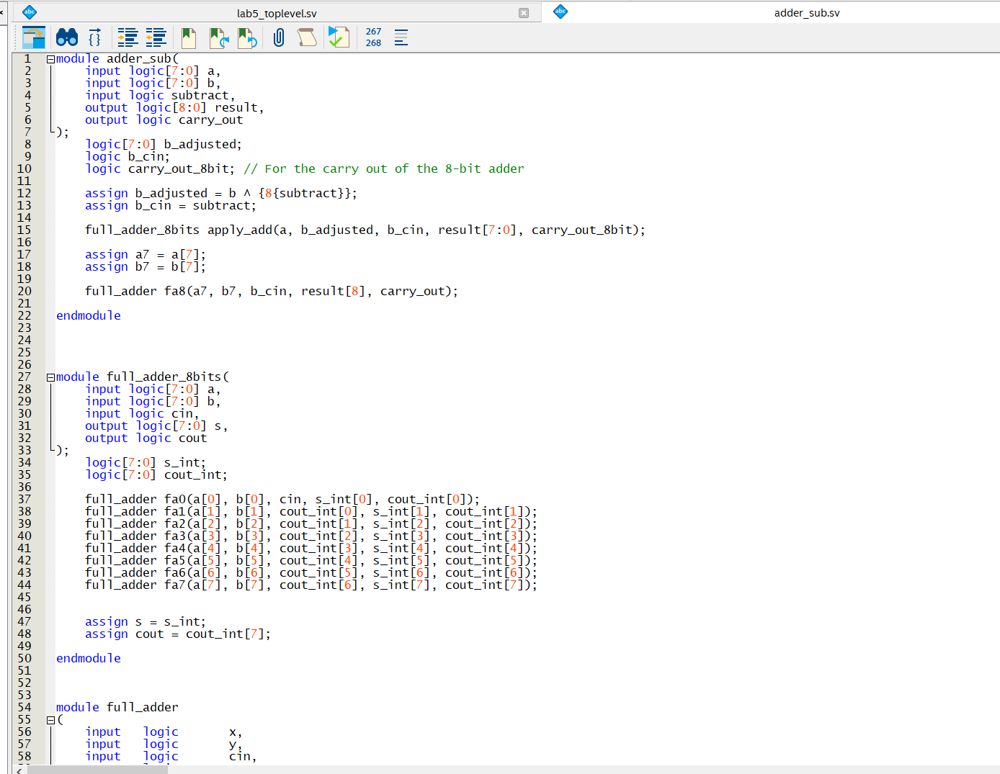 lab5_toplevel.sv
adder_sub.sv
abc
abc
267
268
1 module adder_sub(
2 input logic[7:0] a,
3 input logic[7:0] b,
4 input logic subtract,
5 output logic[8:0] result,
6 output logic carry_out
7 );
8 logic[7:0] b_adjusted;
9 logic b_cin;
10 logic carry_out_8bit; // For the carry out of the 8-bit adder
11
12 assign b_adjusted = b ^ {8{subtract}};
13 assign b_cin = subtract;
14
15 full_adder_8bits apply_add(a, b_adjusted, b_cin, result[7:0], carry_out_8bit);
16
17 assign a7 = a[7];
18 assign b7 = b[7];
19
20 full_adder fa8(a7, b7, b_cin, result[8], carry_out);
21
22 endmodule
23
24
25
26
27 module full_adder_8bits(
28 input logic[7:0] a,
29 input logic[7:0] b,
30 input logic cin,
31 output logic[7:0] s,
32 output logic cout
33 );
34 logic[7:0] s_int;
35 logic[7:0] cout_int;
36
37 full_adder fa0(a[0], b[0], cin, s_int[0], cout_int[0]);
38 full_adder fa1(a[1], b[1], cout_int[0], s_int[1], cout_int[1]);
39 full_adder fa2(a[2], b[2], cout_int[1], s_int[2], cout_int[2]);
40 full_adder fa3(a[3], b[3], cout_int[2], s_int[3], cout_int[3]);
41 full_adder fa4(a[4], b[4], cout_int[3], s_int[4], cout_int[4]);
42 full_adder fa5(a[5], b[5], cout_int[4], s_int[5], cout_int[5]);
43 full_adder fa6(a[6], b[6], cout_int[5], s_int[6], cout_int[6]);
44 full_adder fa7(a[7], b[7], cout_int[6], s_int[7], cout_int[7]);
45
46
47 assign s = s_int;
48 assign cout = cout_int[7];
49
50 endmodule
51
52
53
54 module full_adder
55 (
56 input logic x,
57 input logic y,
58 input logic cin,